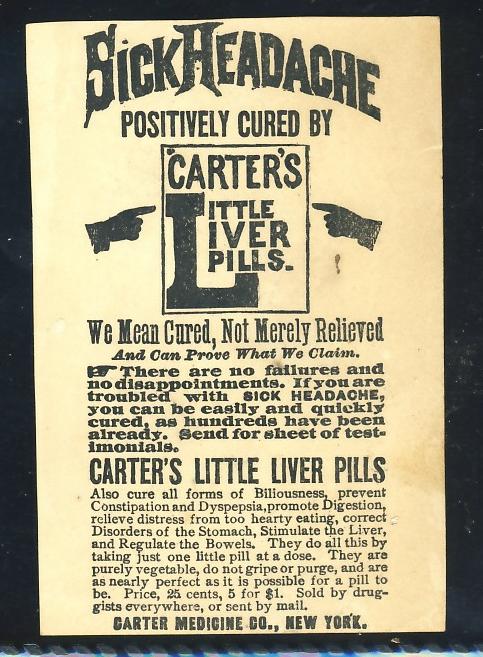 SICK HEADACHE
POSITIVELY CURED BY
CARTER'S
LITTLE
LIVER
PILLS.
We Mean Cured, Not Merely Relieved
And Can Prove What We Claim.
☛ There are no failures and
no disappointments. If you are
troubled with SICK HEADACHE,
you can be easily and quickly
cured, as hundreds have been
already. Send for sheet of test-
imonials.
CARTER'S LITTLE LIVER PILLS
Also cure all forms of Biliousness, prevent
Constipation and Dyspepsia, promote Digestion,
relieve distress from too hearty eating, correct
Disorders of the Stomach, Stimulate the Liver,
and Regulate the Bowels. They do all this by
taking just one little pill at a dose. They are
purely vegetable, do not gripe or purge, and are
as nearly perfect as it is possible for a pill to
be. Price, 25 cents, 5 for $1. Sold by drug-
gists everywhere, or sent by mail.
CARTER MEDICINE CO., NEW YORK.